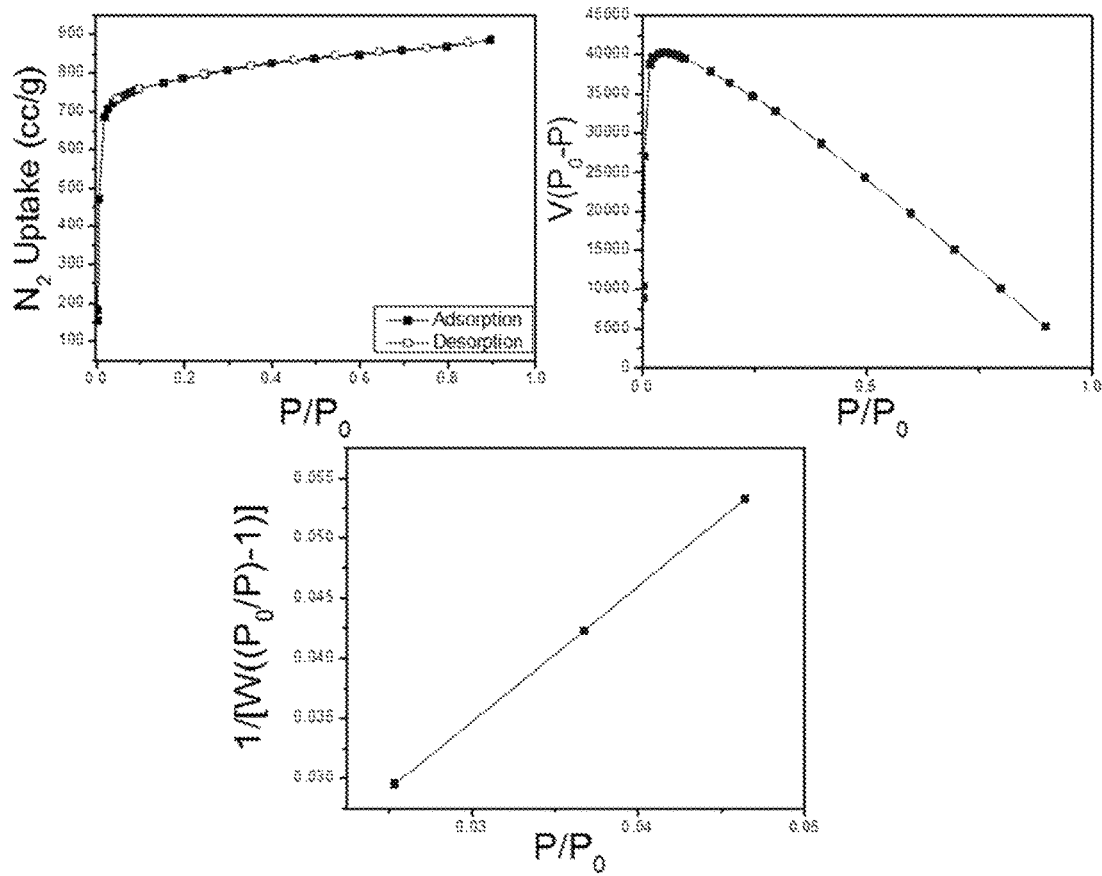 N₂ Uptake (cc/g)
900
800
700
600
500
400
300
200
100
Adsorption
Desorption
0.0 0.2 0.4 0.6 0.8 1.0
P/P₀
V(P₀-P)
45000
40000
35000
30000
25000
20000
15000
10000
5000
0
0.0 0.5 1.0
P/P₀
1/[W((P₀/P)-1)]
0.055
0.050
0.045
0.040
0.035
0.030
0.03 0.04 0.05
P/P₀